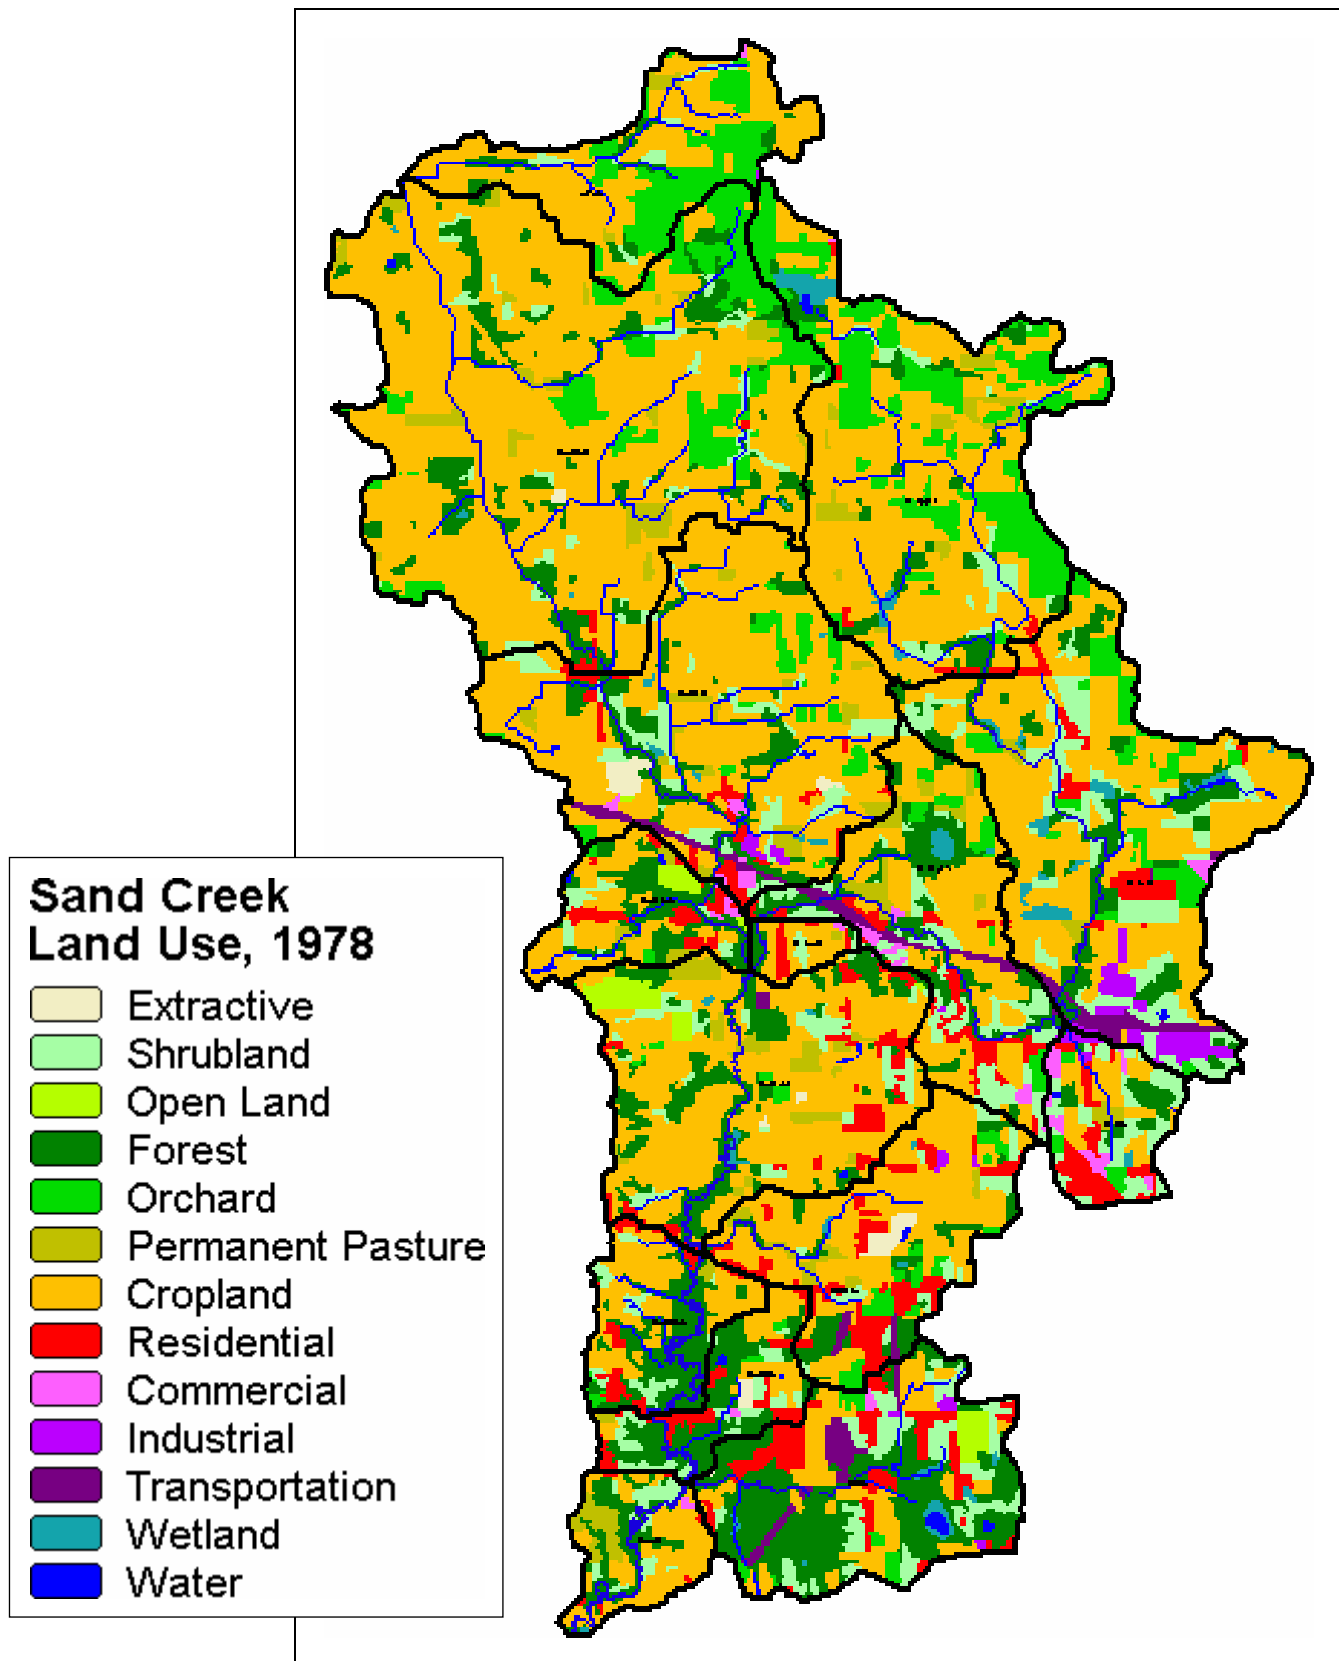 Sand Creek
Land Use, 1978
Extractive
Shrubland
Open Land
Forest
Orchard
Permanent Pasture
Cropland
Residential
Commercial
Industrial
Transportation
Wetland
Water